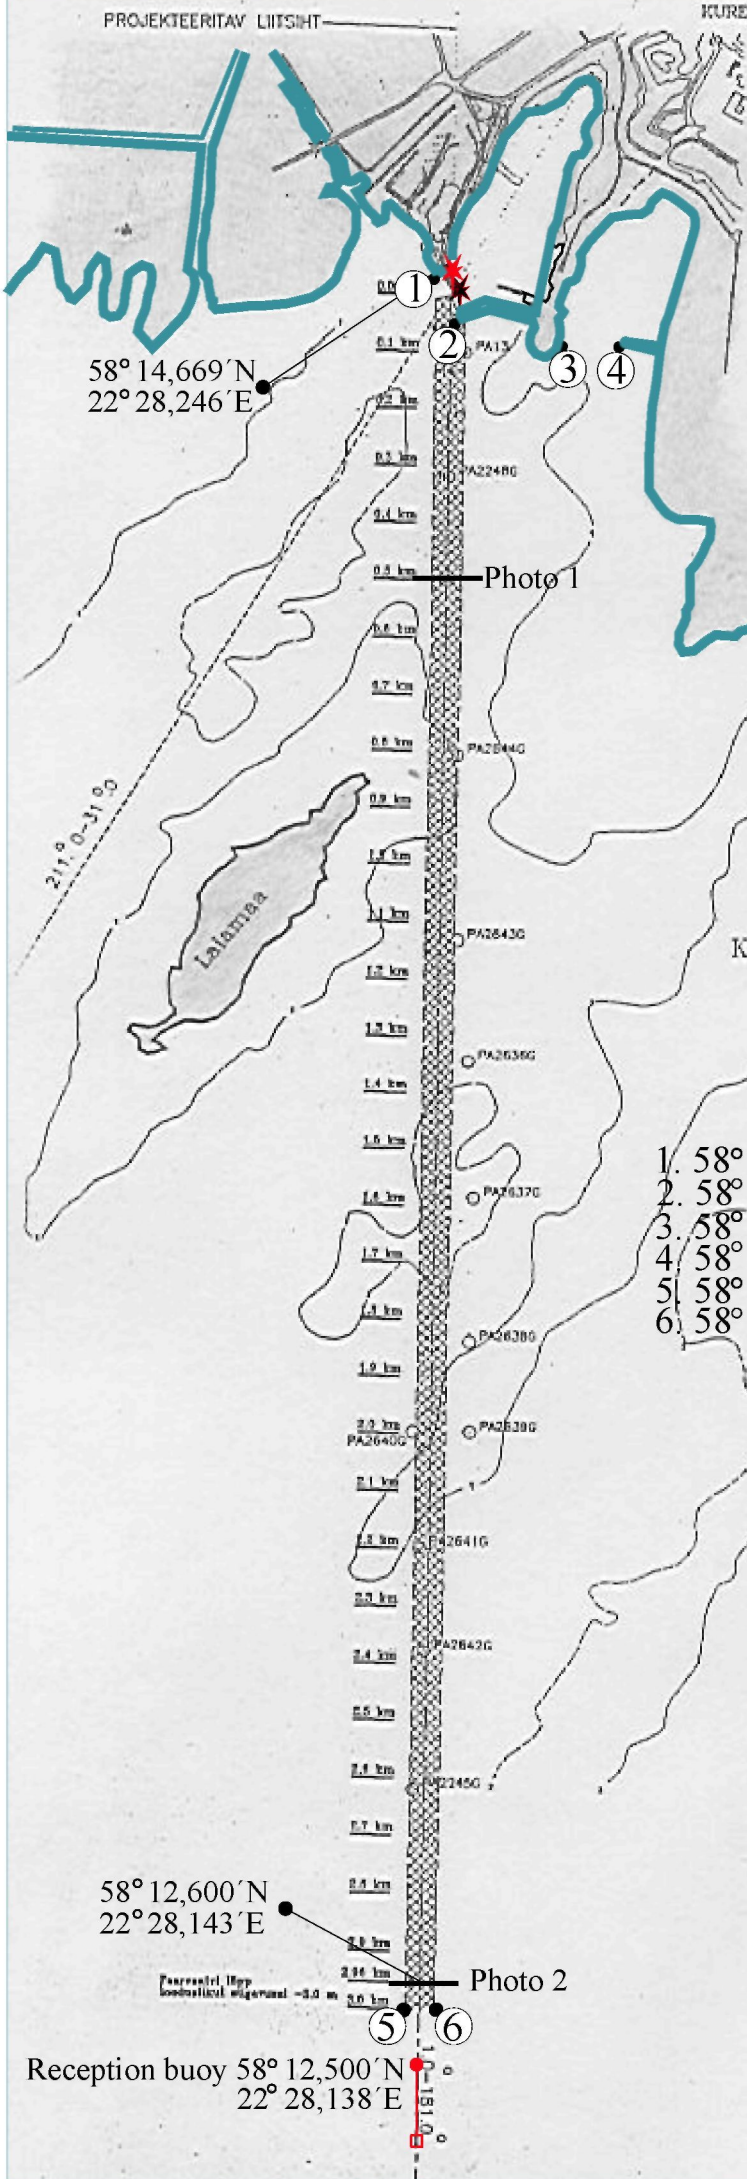 PROJEKTEERITAV LIITSIHT
KURE
1
58° 14,669´N
22° 28,246´E
2
PA13
3
4
0.1 km
0.2 km
0.3 km
PA2248G
0.4 km
0.5 km
Photo 1
0.6 km
0.7 km
0.8 km
PA2644G
0.9 km
211.°0-31°,0
Laiamaa
1.1 km
PA2643G
K
1.2 km
1.3 km
PA2636G
1.4 km
1.5 km
1. 58°
2. 58°
3. 58°
4. 58°
5. 58°
6. 58°
1.6 km
PA2637G
1.7 km
1.8 km
PA2638G
1.9 km
2.0 km
PA2640G
PA2639G
2.1 km
2.2 km
PA2641G
2.3 km
2.4 km
PA2642G
2.5 km
2.6 km
PA2245G
2.7 km
2.8 km
58° 12,600´N
22° 28,143´E
2.9 km
2.96 km
Photo 2
looduslikul sügavusel -3.0 m
3.0 km
5
6
Reception buoy 58° 12,500´N
22° 28,138´E
1.0-181.0°